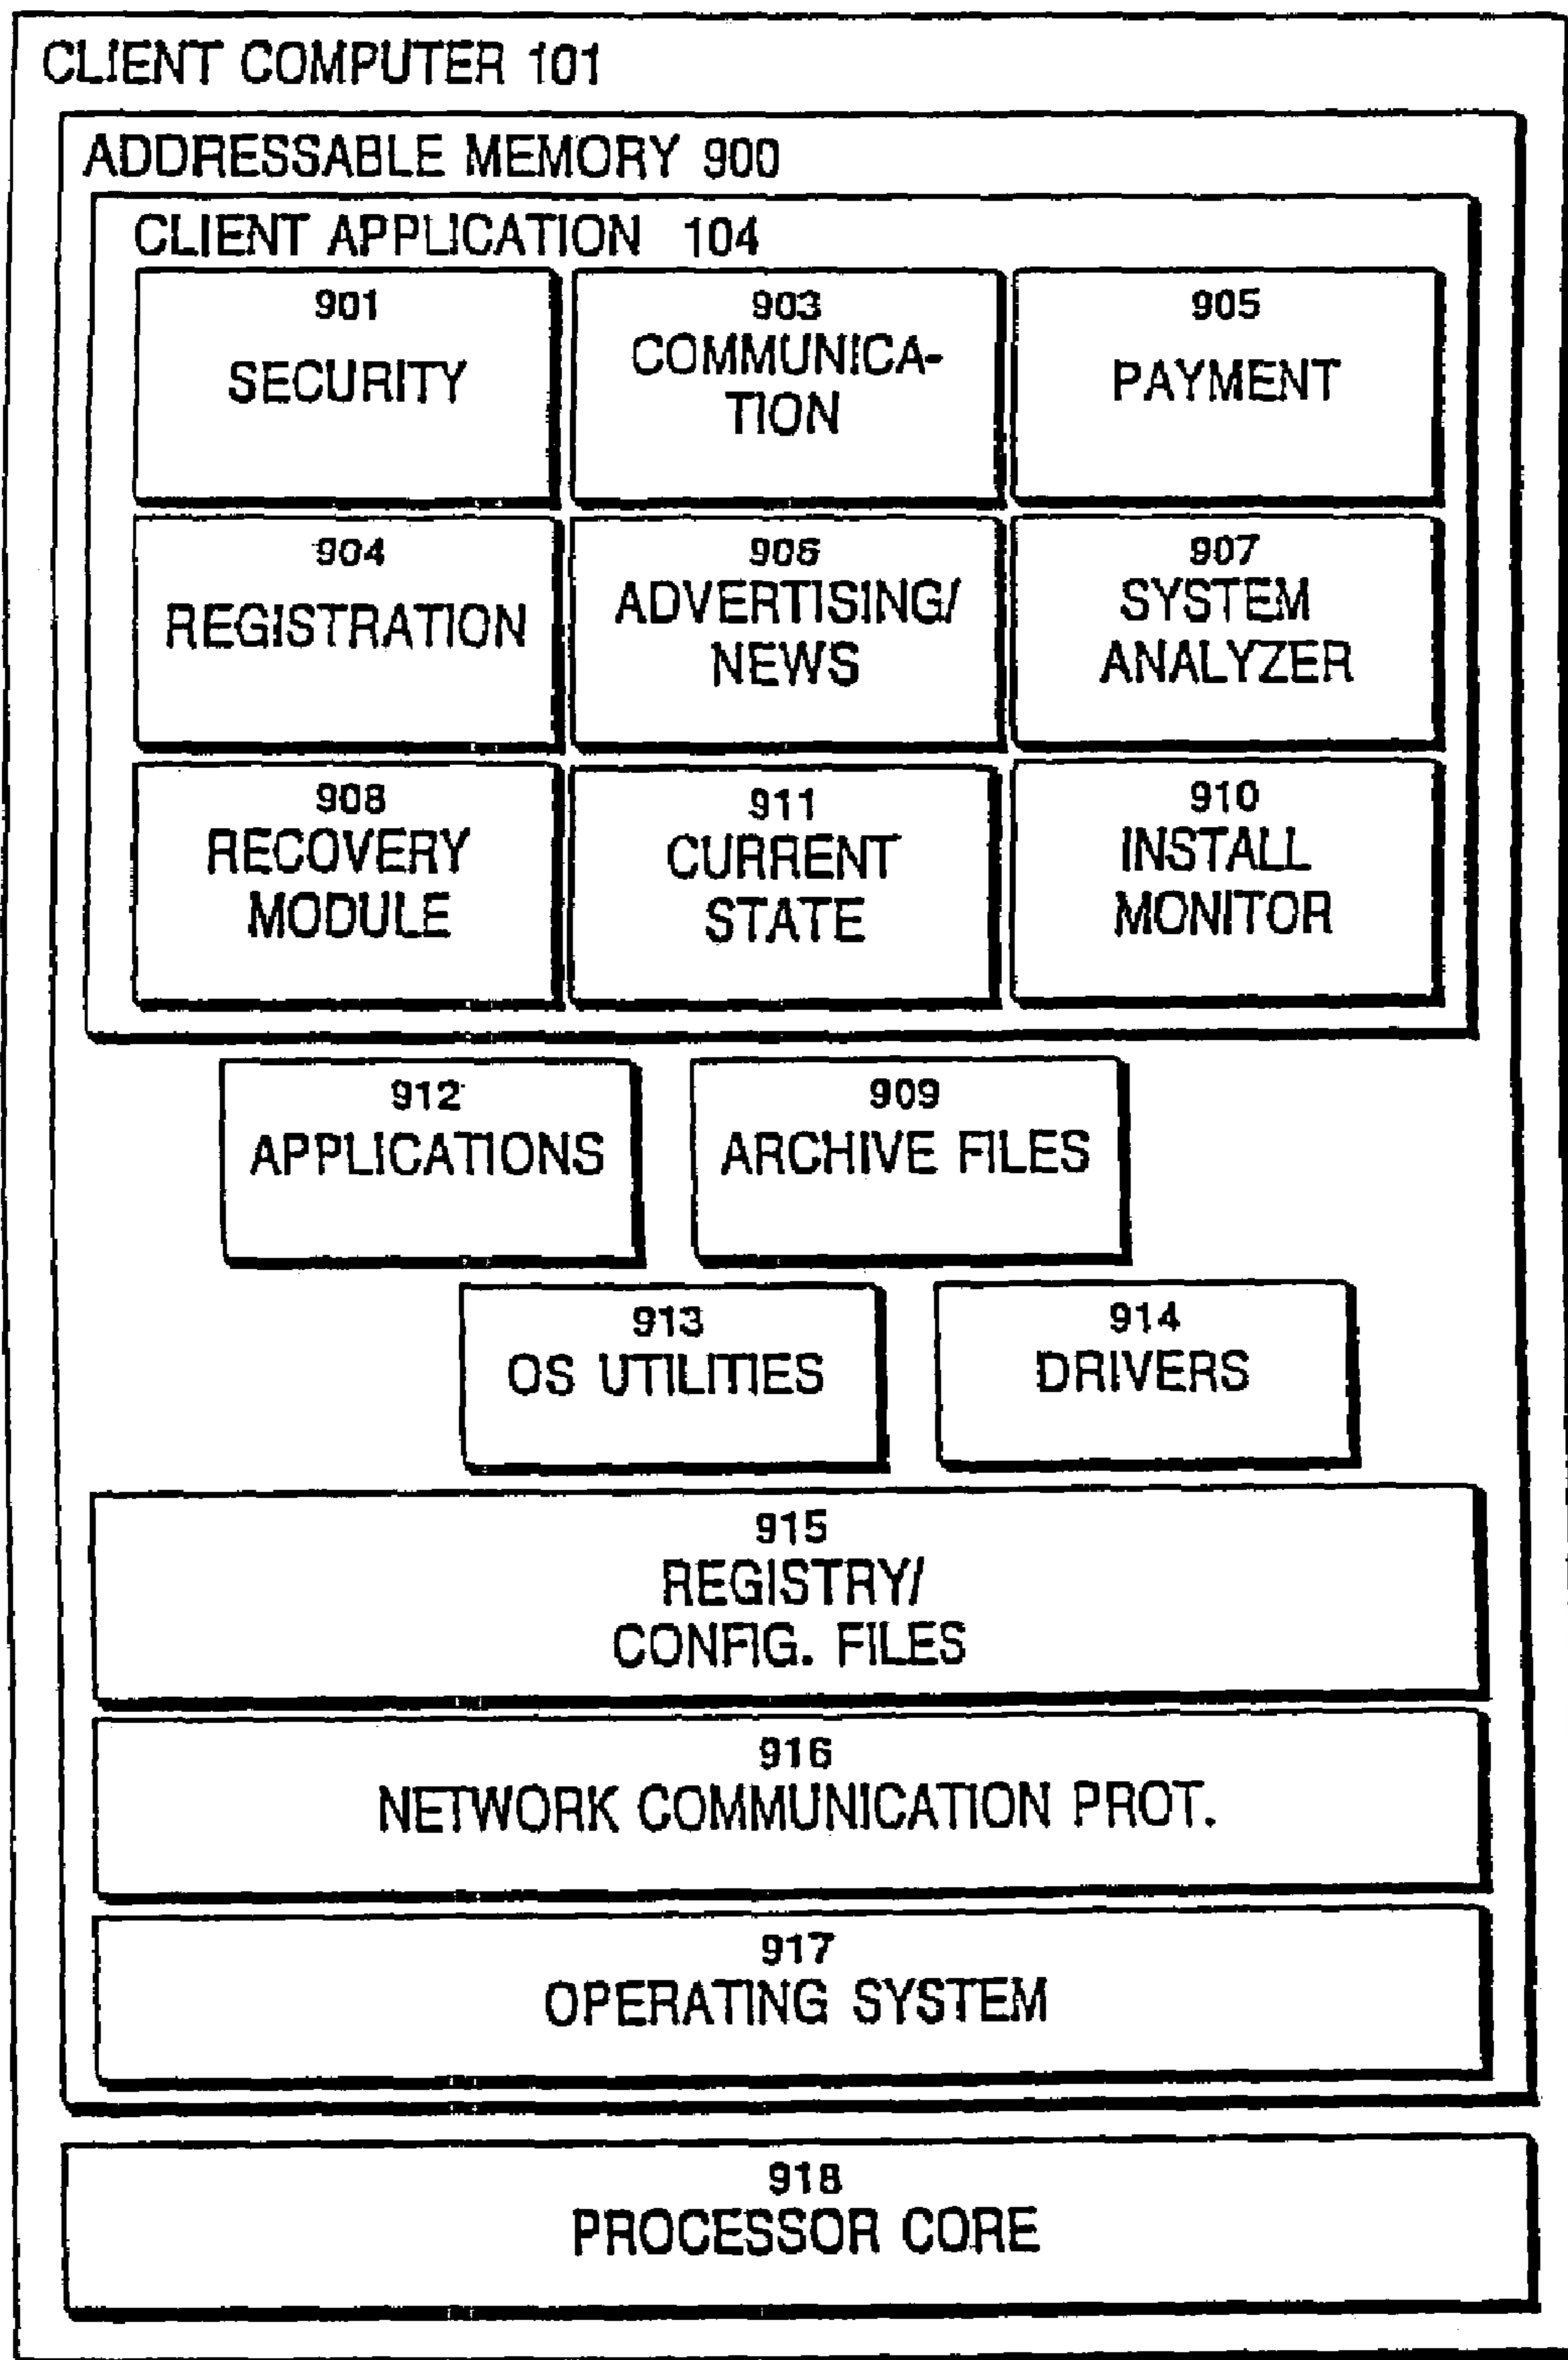 CLIENT COMPUTER 101
ADDRESSABLE MEMORY 900
CLIENT APPLICATION 104
901
SECURITY
903
COMMUNICA-
TION
905
PAYMENT
904
REGISTRATION
906
ADVERTISING/
NEWS
907
SYSTEM
ANALYZER
908
RECOVERY
MODULE
911
CURRENT
STATE
910
INSTALL
MONITOR
912
APPLICATIONS
909
ARCHIVE FILES
913
OS UTILITIES
914
DRIVERS
915
REGISTRY/
CONFIG. FILES
916
NETWORK COMMUNICATION PROT.
917
OPERATING SYSTEM
918
PROCESSOR CORE